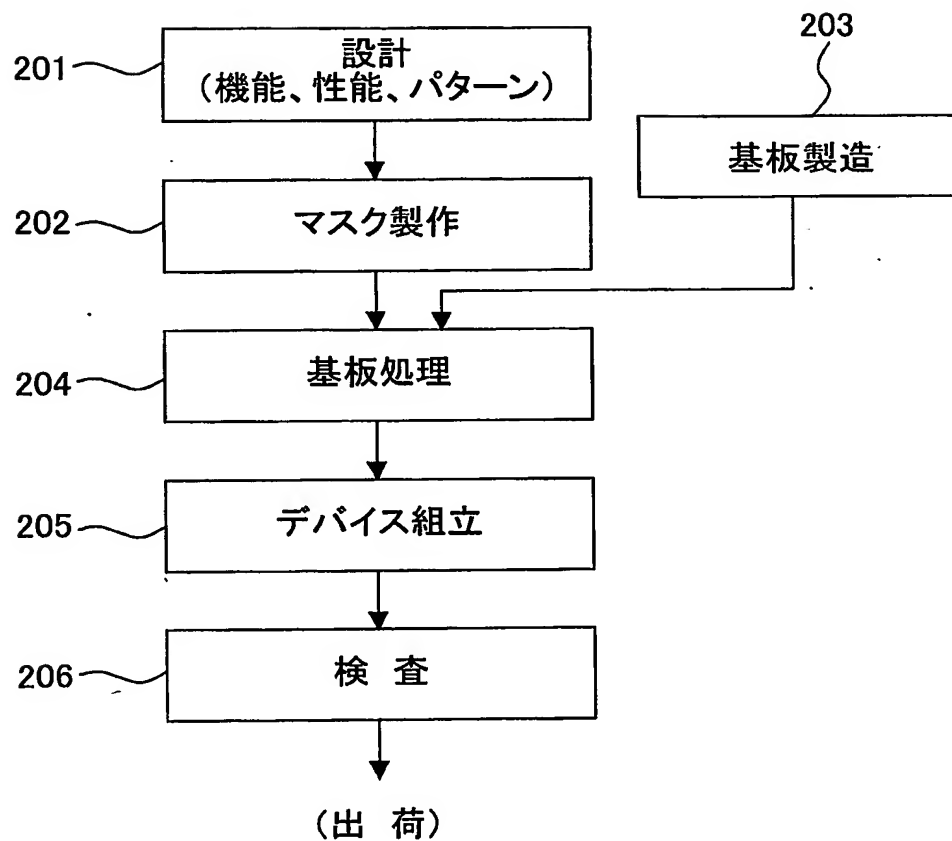 201
設計
（機能、性能、パターン）
203
基板製造
202
マスク製作
204
基板処理
205
デバイス組立
206
検 査
（出 荷）